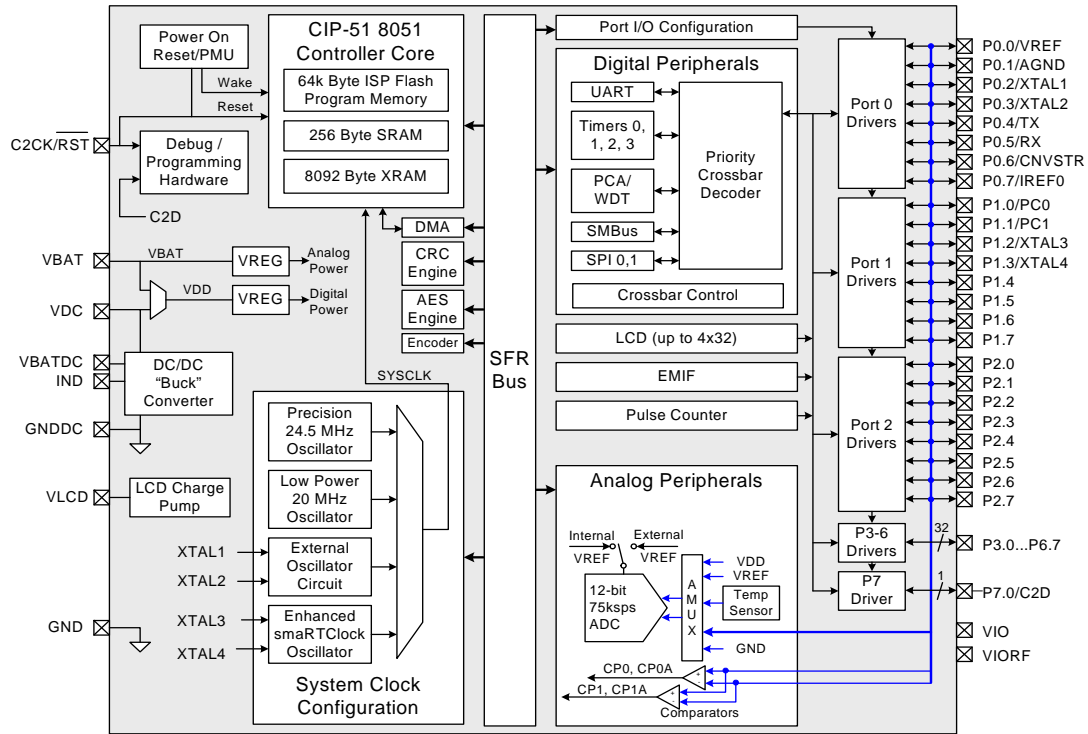 Power On
Reset/PMU
Wake
Reset
C2CK/RST
Debug /
Programming
Hardware
C2D
CIP-51 8051
Controller Core
64k Byte ISP Flash
Program Memory
256 Byte SRAM
8092 Byte XRAM
DMA
CRC
Engine
AES
Engine
Encoder
SYSCLK
VBAT
VBAT
VREG
Analog
Power
VDC
VDD
VREG
Digital
Power
VBATDC
IND
DC/DC
“Buck”
Converter
GNDDC
VLCD
LCD Charge
Pump
XTAL1
XTAL2
XTAL3
XTAL4
GND
Precision
24.5 MHz
Oscillator
Low Power
20 MHz
Oscillator
External
Oscillator
Circuit
Enhanced
smaRTClock
Oscillator
System Clock
Configuration
SFR
Bus
Port I/O Configuration
Digital Peripherals
UART
Timers 0,
1, 2, 3
PCA/
WDT
SMBus
SPI 0,1
Priority
Crossbar
Decoder
Crossbar Control
LCD (up to 4x32)
EMIF
Pulse Counter
Analog Peripherals
Internal
VREF
External
VREF
12-bit
75ksps
ADC
A
M
U
X
VDD
VREF
Temp
Sensor
GND
CP0, CP0A
CP1, CP1A
+
-
+
-
Comparators
Port 0
Drivers
Port 1
Drivers
Port 2
Drivers
P3-6
Drivers
P7
Driver
32
1
P0.0/VREF
P0.1/AGND
P0.2/XTAL1
P0.3/XTAL2
P0.4/TX
P0.5/RX
P0.6/CNVSTR
P0.7/IREF0
P1.0/PC0
P1.1/PC1
P1.2/XTAL3
P1.3/XTAL4
P1.4
P1.5
P1.6
P1.7
P2.0
P2.1
P2.2
P2.3
P2.4
P2.5
P2.6
P2.7
P3.0...P6.7
P7.0/C2D
VIO
VIORF